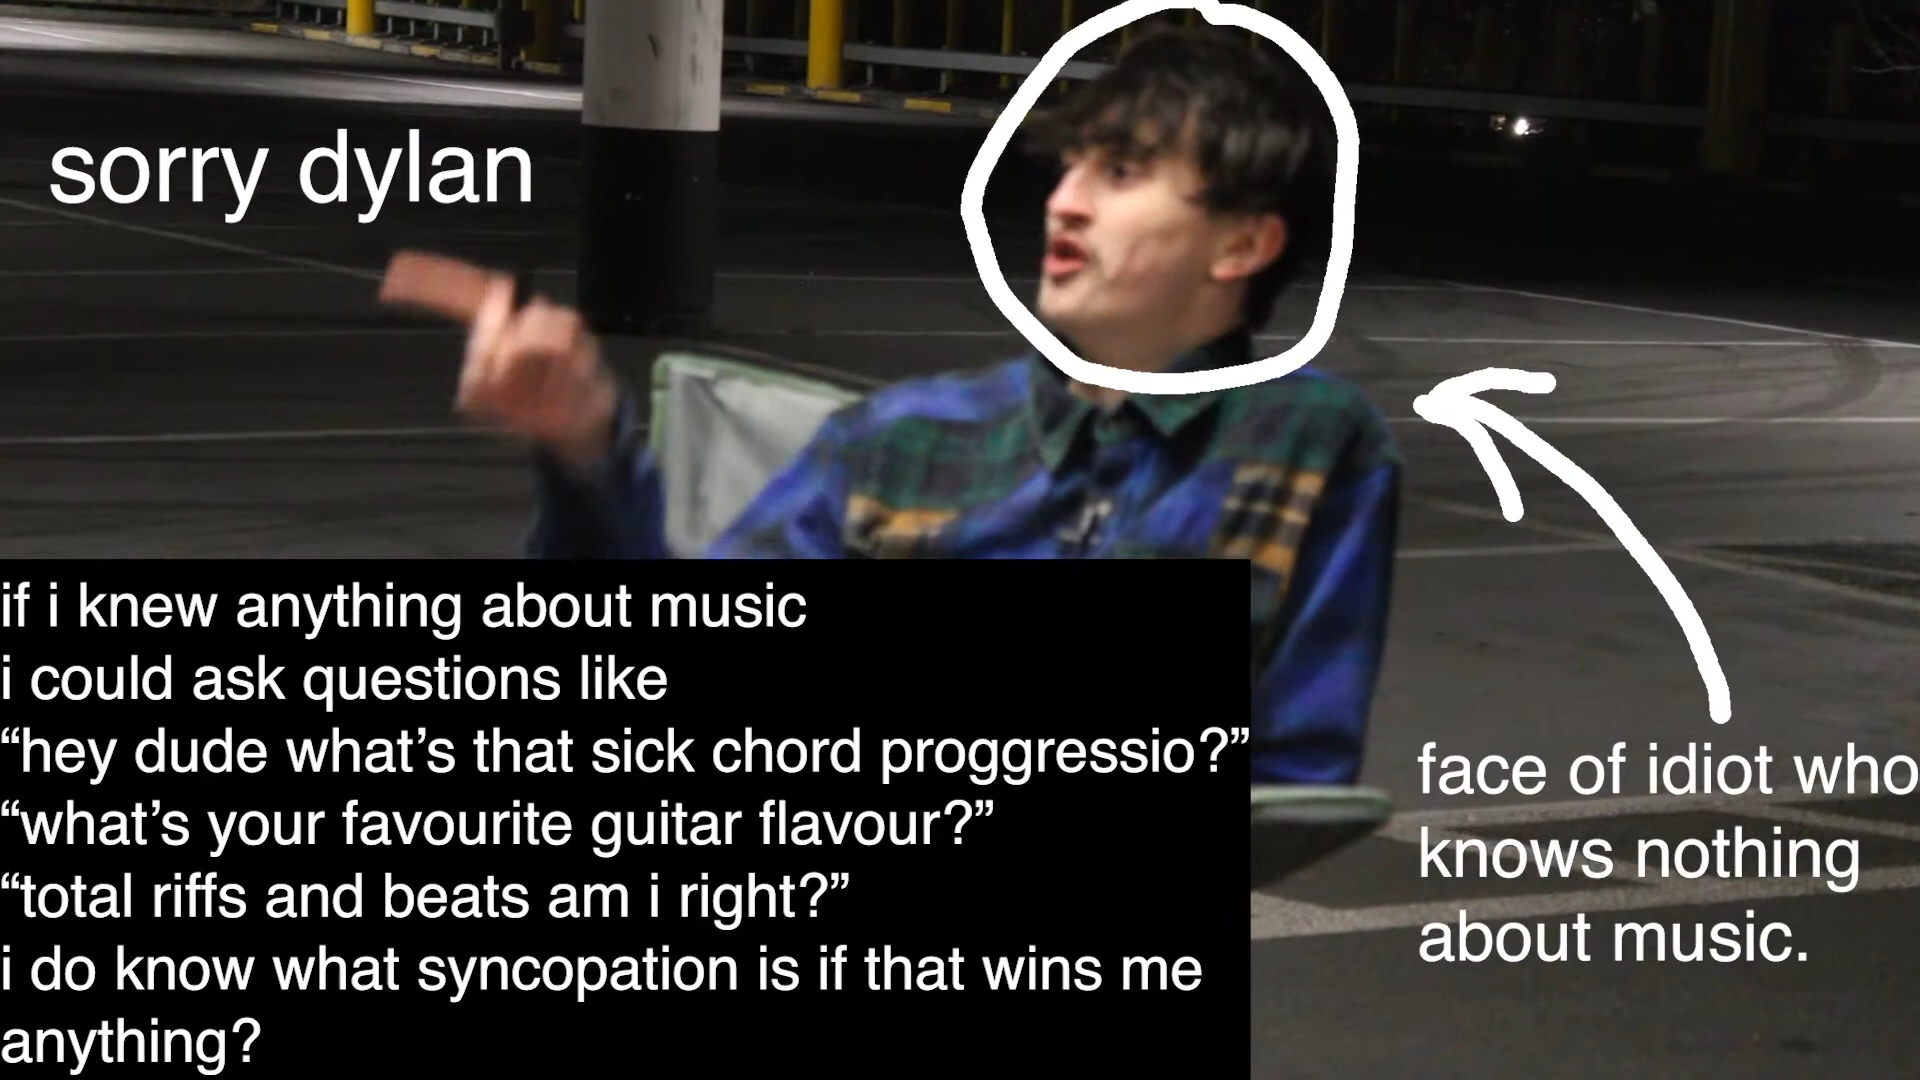 sorry dylan
if i knew anything about music
i could ask questions like
“hey dude what’s that sick chord proggressio?”
“what’s your favourite guitar flavour?”
“total riffs and beats am i right?”
i do know what syncopation is if that wins me
anything?
face of idiot who
knows nothing
about music.